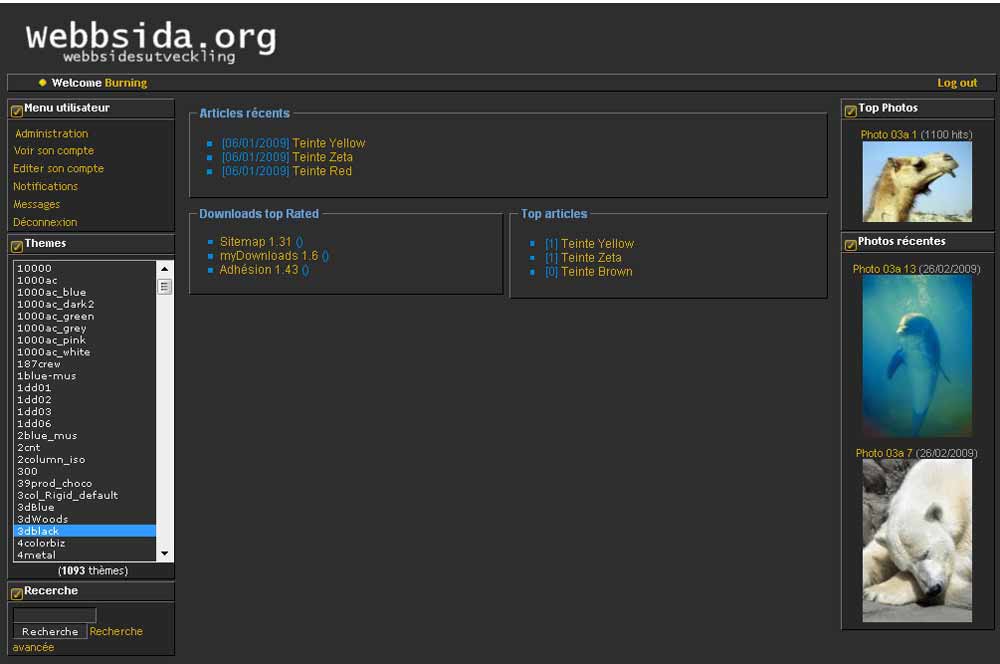 webbsida.org
webbsidesutveckling
Welcome Burning
Log out
Menu utilisateur
Administration
Voir son compte
Editer son compte
Notifications
Messages
Déconnexion
Themes
10000
1000ac
1000ac_blue
1000ac_dark2
1000ac_green
1000ac_grey
1000ac_pink
1000ac_white
187crew
1blue-mus
1dd01
1dd02
1dd03
1dd06
2blue_mus
2cnt
2column_iso
300
39prod_choco
3col_Rigid_default
3dBlue
3dWoods
3dblack
4colorbiz
4metal
(1093 thèmes)
Recerche
Recherche Recherche
avancée
Articles récents
[06/01/2009] Teinte Yellow
[06/01/2009] Teinte Zeta
[06/01/2009] Teinte Red
Downloads top Rated
Sitemap 1.31 ()
myDownloads 1.6 ()
Adhésion 1.43 ()
Top articles
[1] Teinte Yellow
[1] Teinte Zeta
[0] Teinte Brown
Top Photos
Photo 03a 1 (1100 hits)
Photos récentes
Photo 03a 13 (26/02/2009)
Photo 03a 7 (26/02/2009)